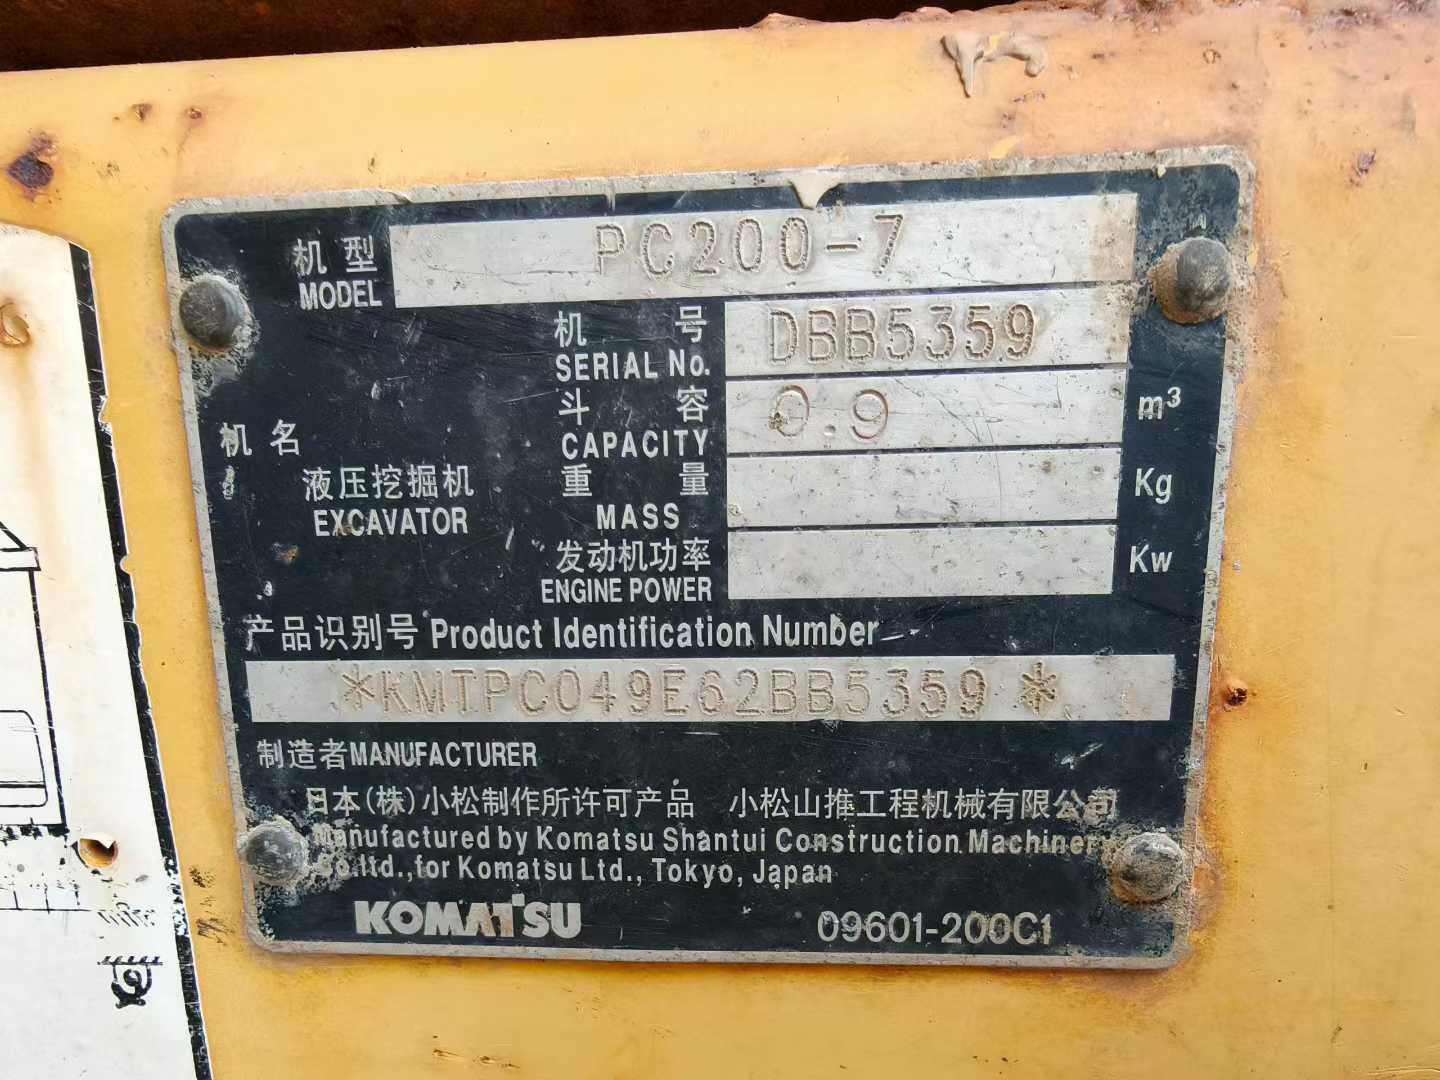 机型 PC200-7
MODEL
机号 DBB5359
SERIAL No.
斗容 0.9 m³
CAPACITY
机名
液压挖掘机
EXCAVATOR
重量 Kg
MASS
发动机功率 Kw
ENGINE POWER
产品识别号 Product Identification Number
*KMTPC049E62BB5359*
制造者MANUFACTURER
日本(株)小松制作所许可产品 小松山推工程机械有限公司
Manufactured by Komatsu Shantui Construction Machinery
Co.ltd.,for Komatsu Ltd., Tokyo, Japan
KOMATSU 09601-200C1